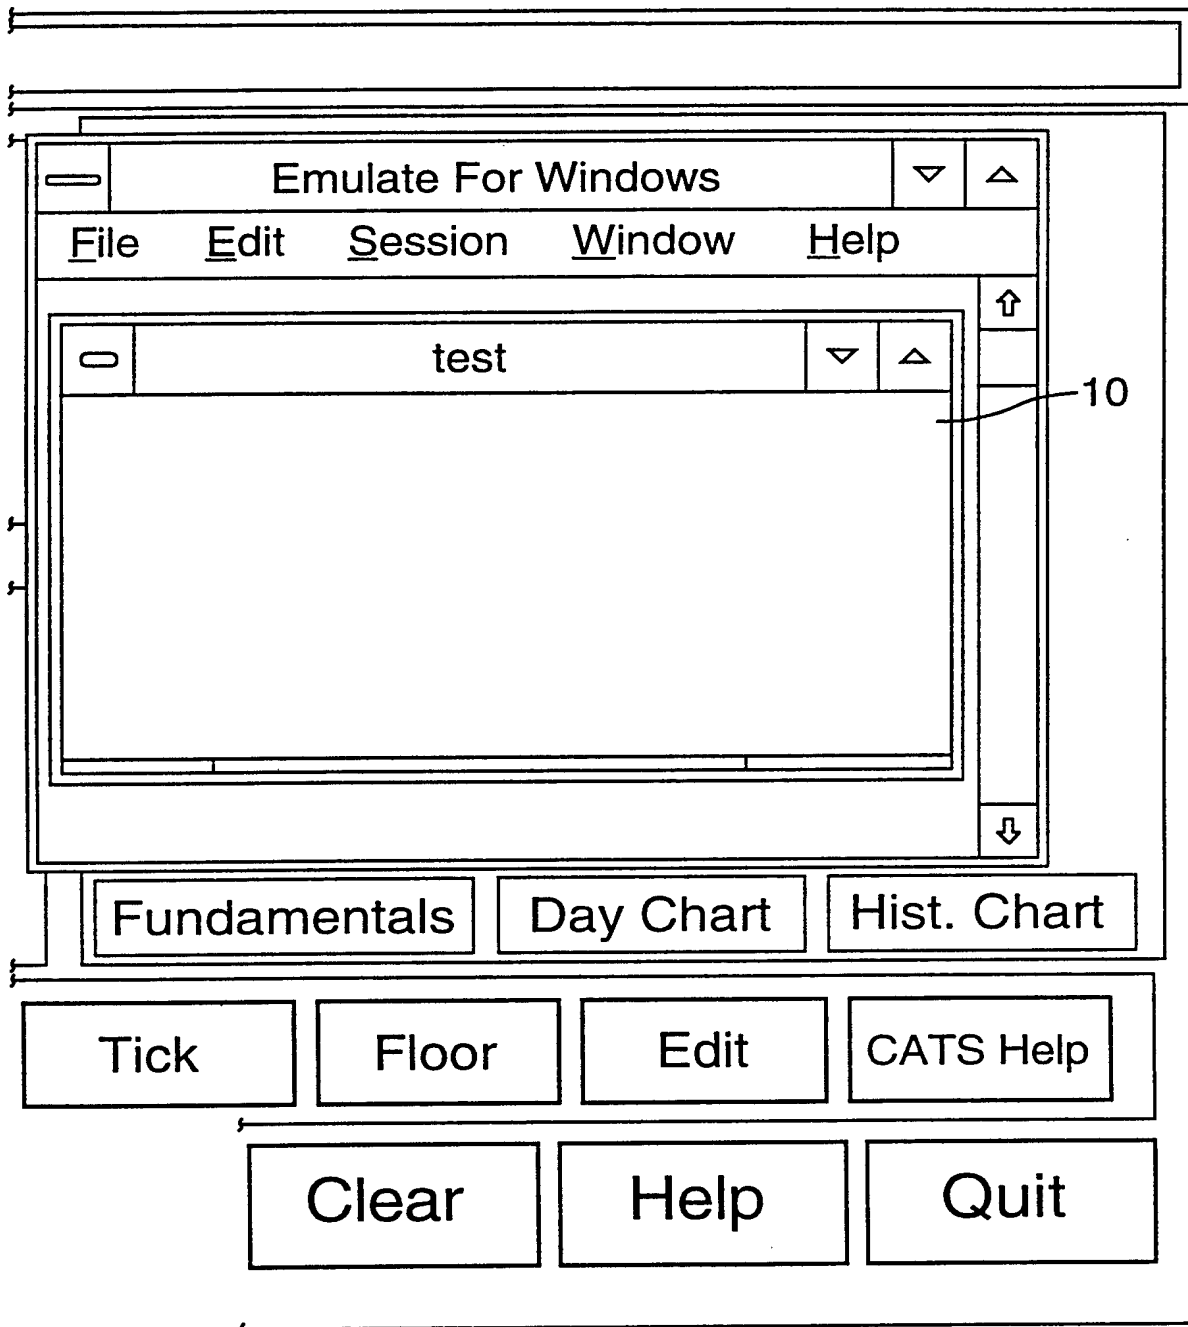 Emulate For Windows
File Edit Session Window Help
test
10
Fundamentals Day Chart Hist. Chart
Tick Floor Edit CATS Help
Clear Help Quit